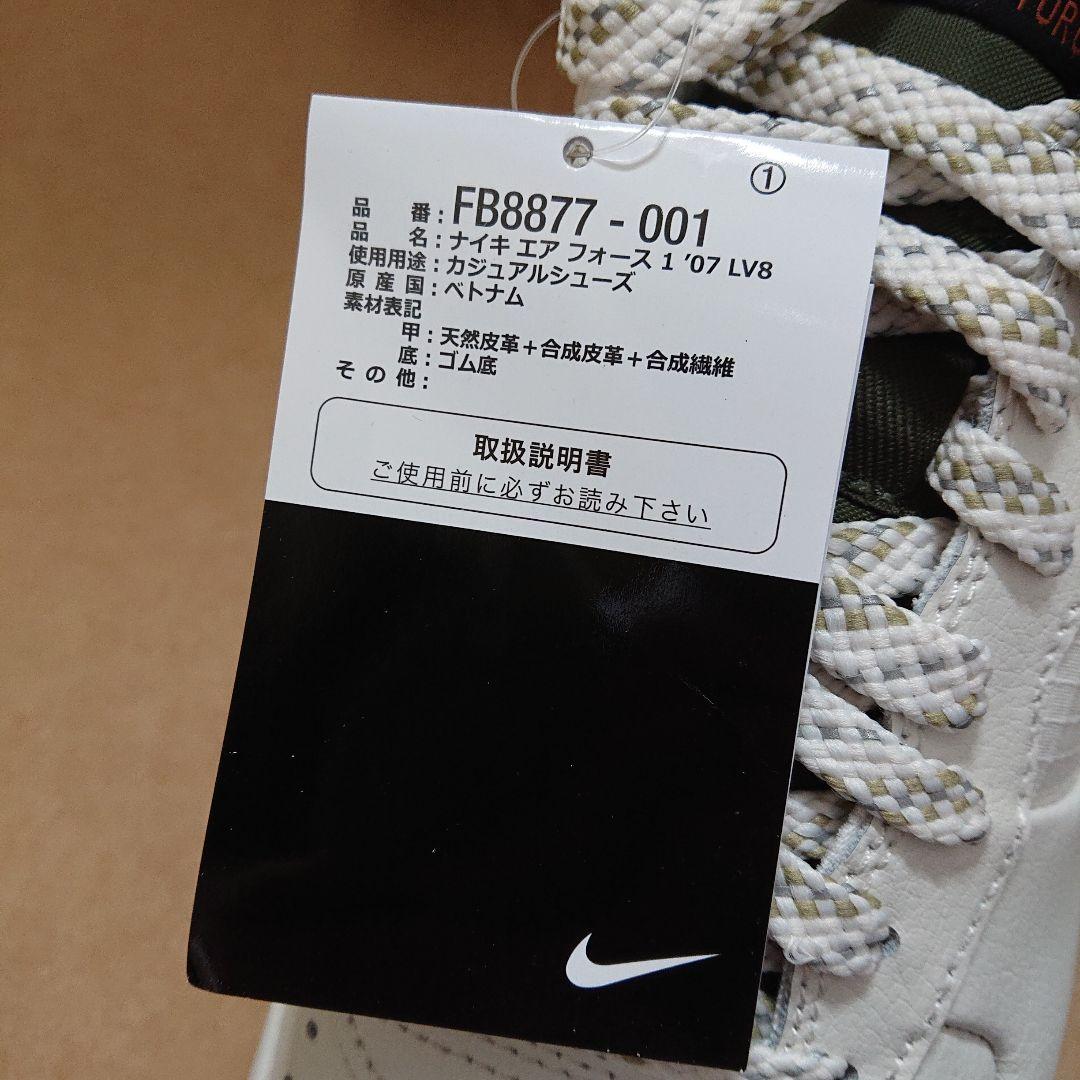 ①
品番：FB8877 - 001
品名：ナイキ エア フォース 1 '07 LV8
使用用途：カジュアルシューズ
原産国：ベトナム
素材表記
甲：天然皮革＋合成皮革＋合成繊維
底：ゴム底
その他：
取扱説明書
ご使用前に必ずお読み下さい